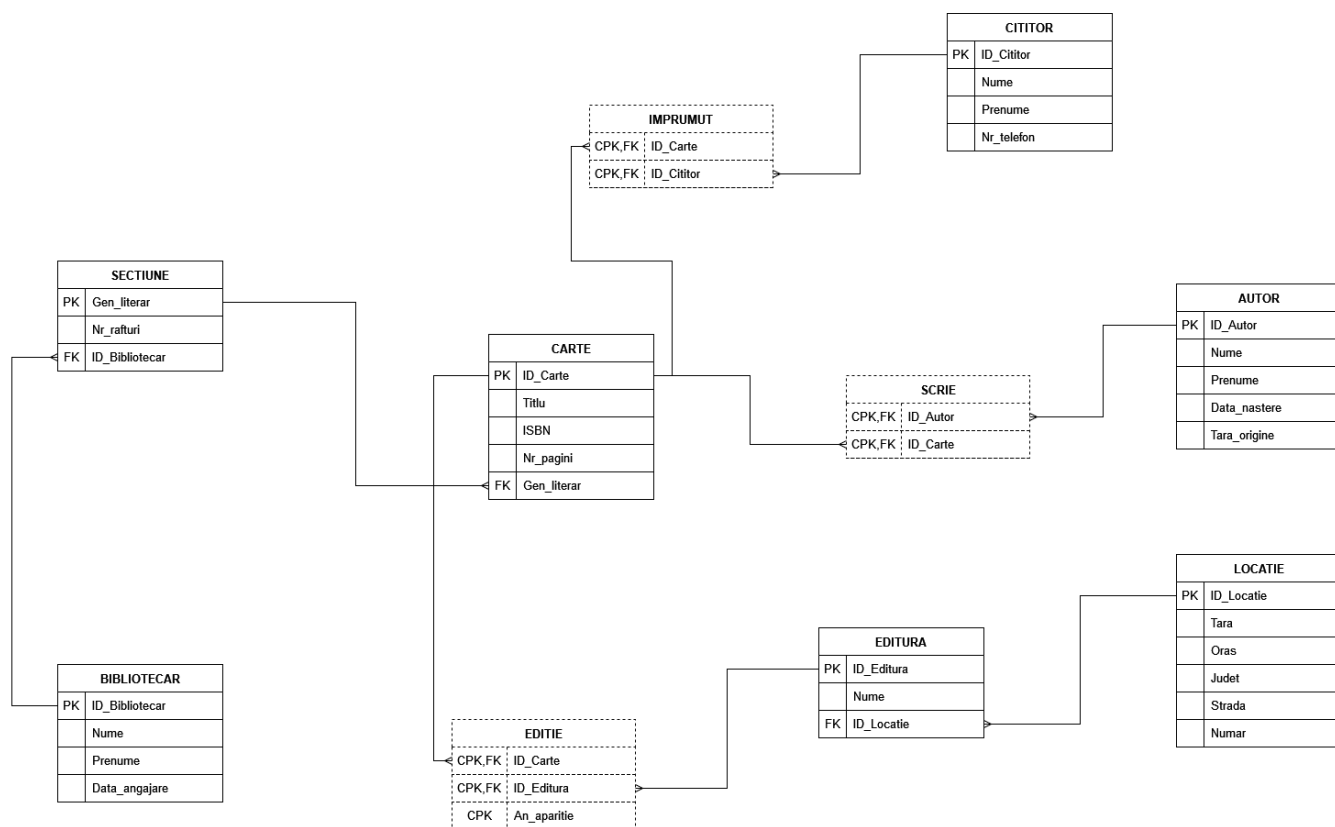 CITITOR
PK ID_Cititor
Nume
Prenume
Nr_telefon
IMPRUMUT
CPK,FK ID_Carte
CPK,FK ID_Cititor
SECTIUNE
PK Gen_literar
Nr_rafturi
FK ID_Bibliotecar
CARTE
PK ID_Carte
Titlu
ISBN
Nr_pagini
FK Gen_literar
SCRIE
CPK,FK ID_Autor
CPK,FK ID_Carte
AUTOR
PK ID_Autor
Nume
Prenume
Data_nastere
Tara_origine
LOCATIE
PK ID_Locatie
Tara
Oras
Judet
Strada
Numar
EDITURA
PK ID_Editura
Nume
FK ID_Locatie
BIBLIOTECAR
PK ID_Bibliotecar
Nume
Prenume
Data_angajare
EDITIE
CPK,FK ID_Carte
CPK,FK ID_Editura
CPK An_aparitie